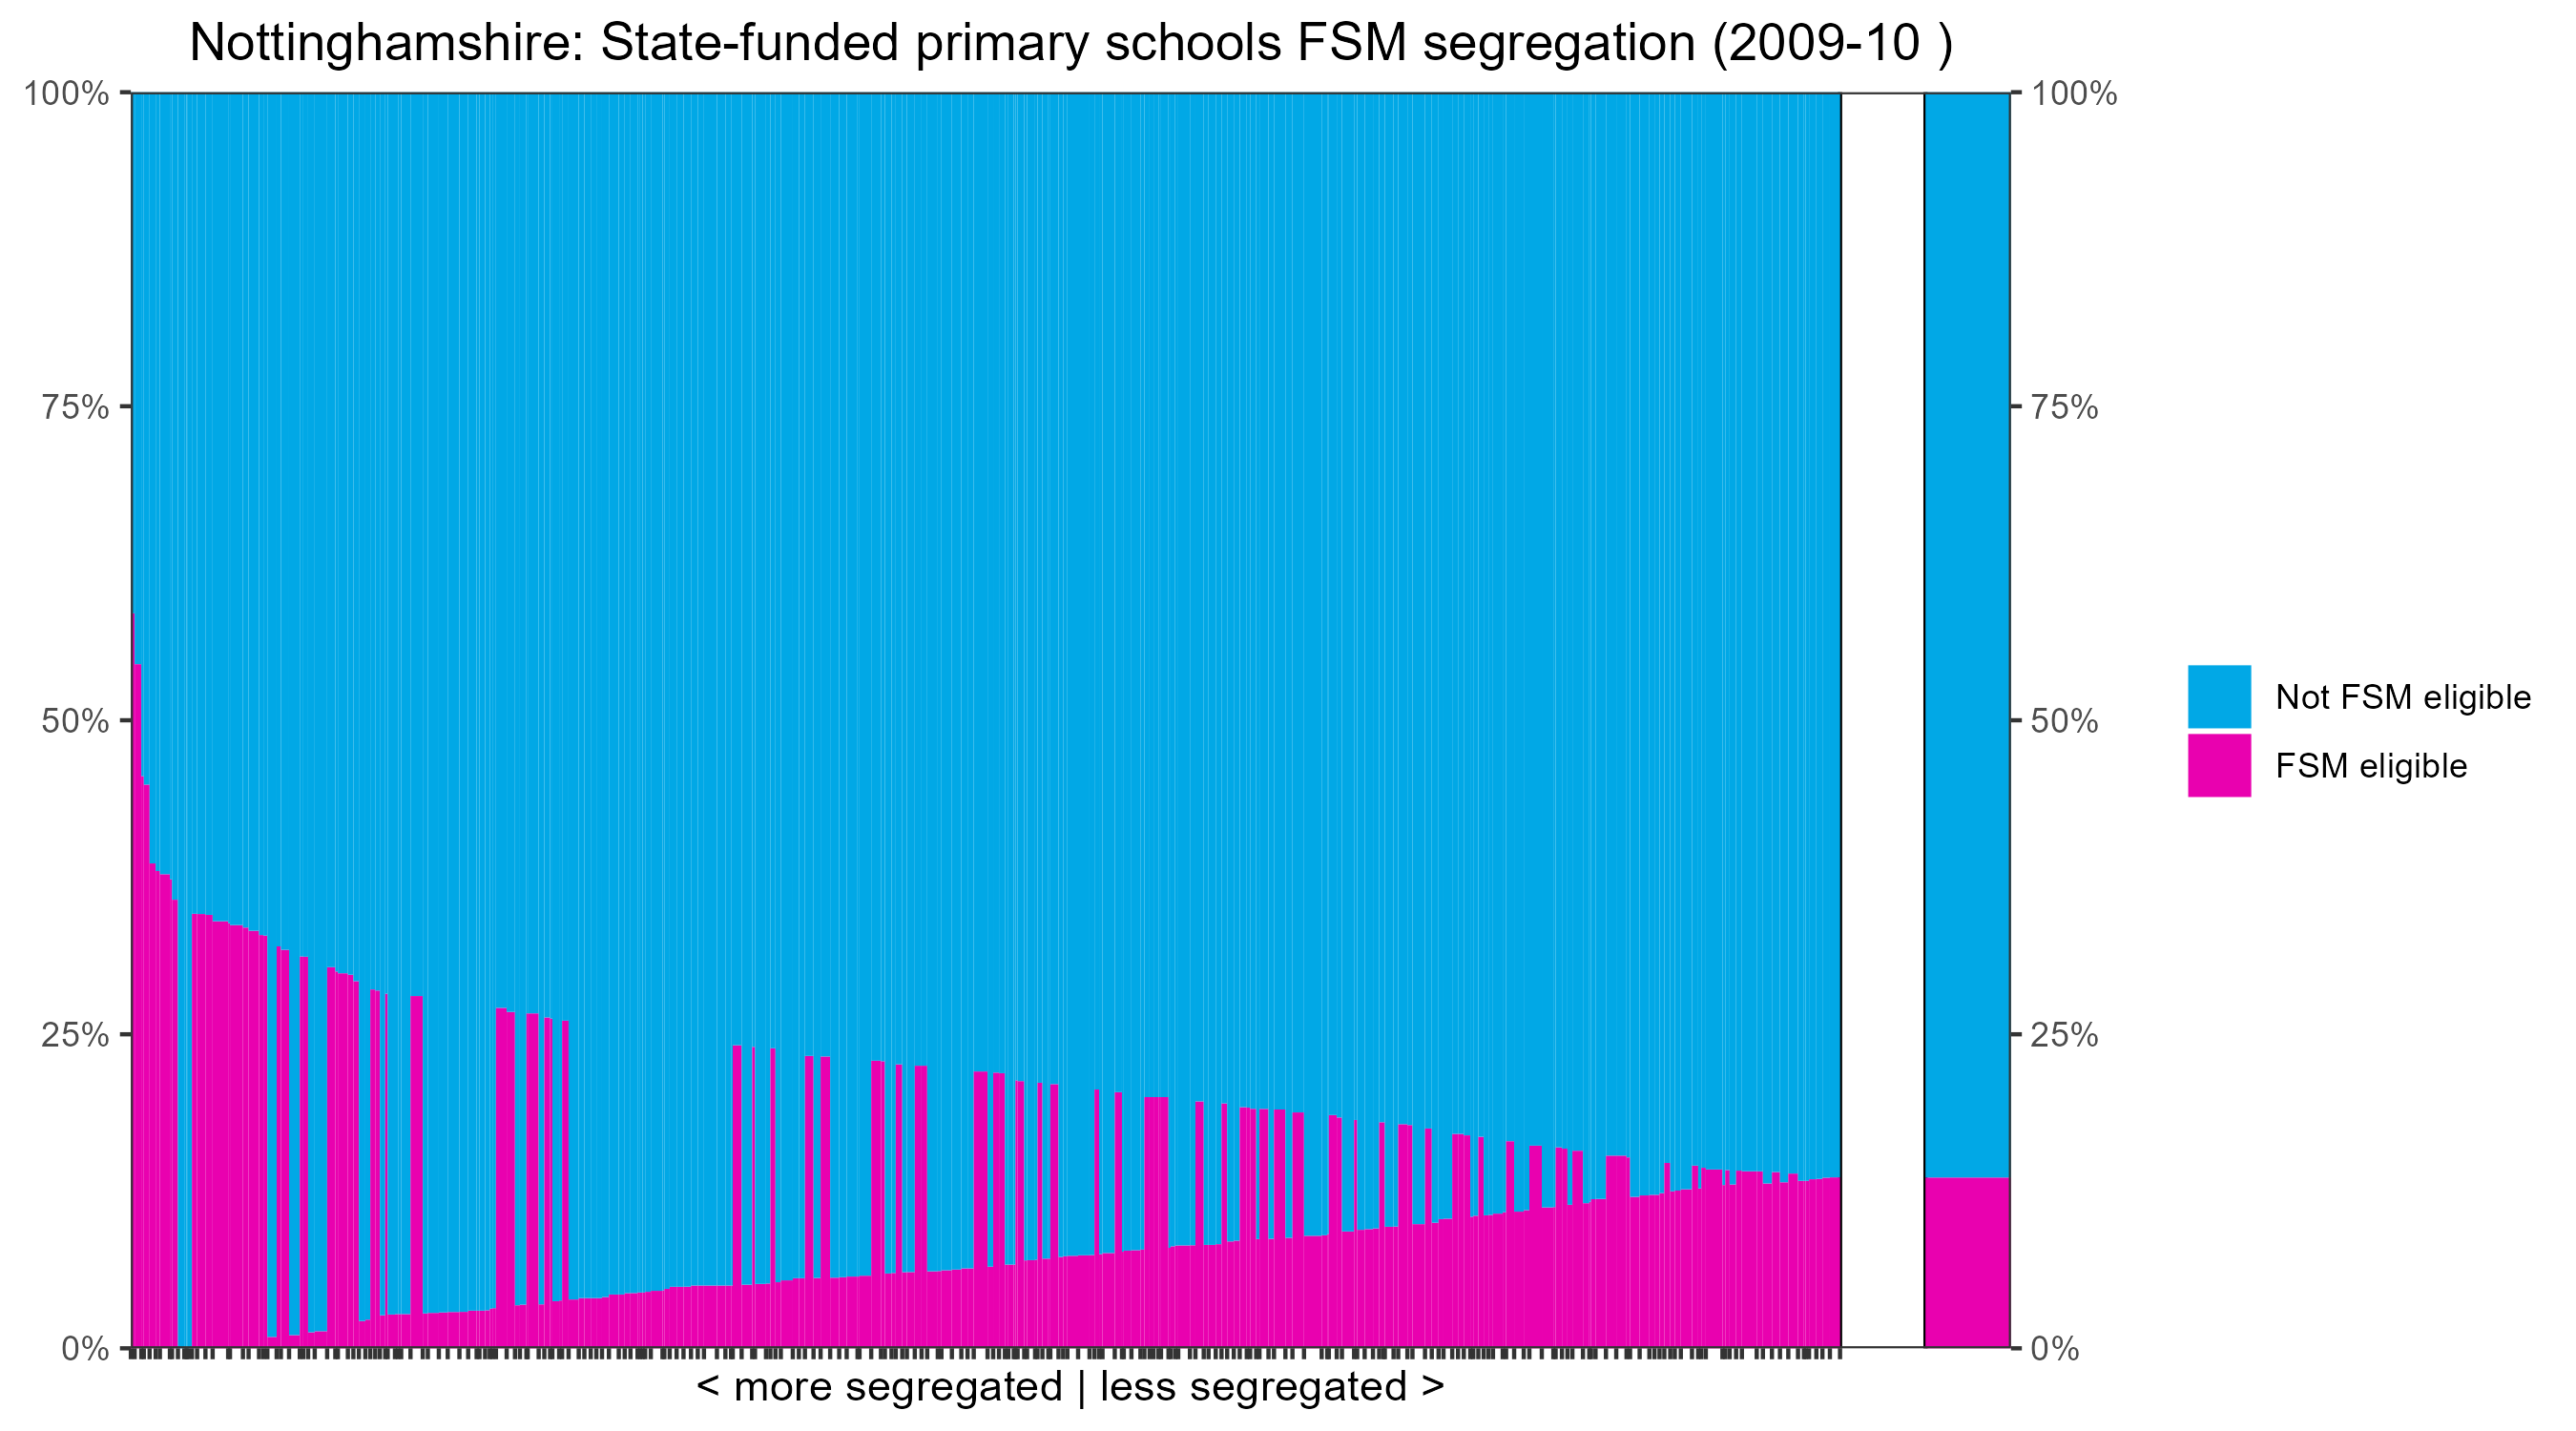 Nottinghamshire: State-funded primary schools FSM segregation (2009-10 )
100%
75%
50%
25%
0%
100%
75%
50%
25%
0%
Not FSM eligible
FSM eligible
< more segregated | less segregated >